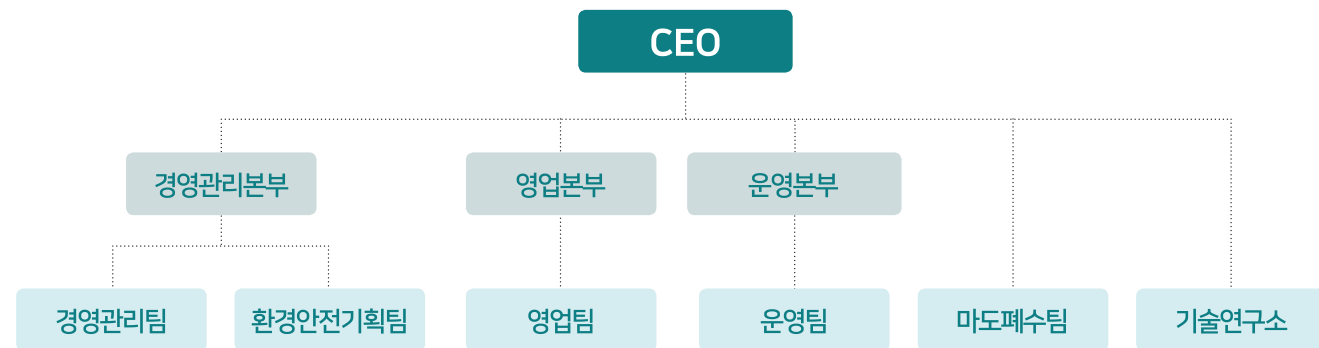 CEO
경영관리본부
영업본부
운영본부
경영관리팀
환경안전기획팀
영업팀
운영팀
마도폐수팀
기술연구소